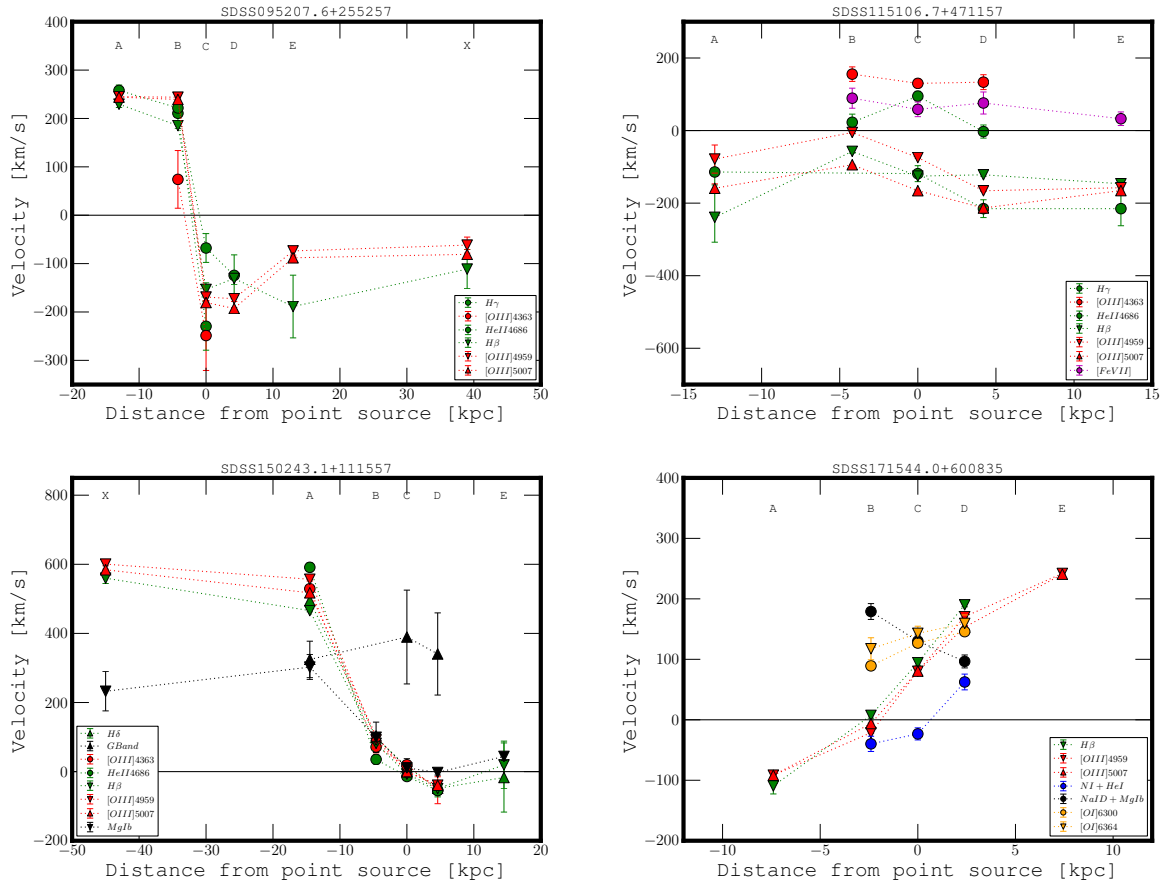 SDSS095207.6+255257
A B C D E X
400
300
200
100
0
−100
−200
−300
Velocity [km/s]
Hγ
[OIII]4363
HeII4686
Hβ
[OIII]4959
[OIII]5007
−20 −10 0 10 20 30 40 50
Distance from point source [kpc]
SDSS115106.7+471157
A B C D E
200
0
−200
−400
−600
Velocity [km/s]
Hγ
[OIII]4363
HeII4686
Hβ
[OIII]4959
[OIII]5007
[FeVII]
−15 −10 −5 0 5 10 15
Distance from point source [kpc]
SDSS150243.1+111557
X A B C D E
800
600
400
200
0
−200
Velocity [km/s]
Hδ
GBand
[OIII]4363
HeII4686
Hβ
[OIII]4959
[OIII]5007
MgIb
−50 −40 −30 −20 −10 0 10 20
Distance from point source [kpc]
SDSS171544.0+600835
A B C D E
400
300
200
100
0
−100
−200
Velocity [km/s]
Hβ
[OIII]4959
[OIII]5007
NI+HeI
NaID+MgIb
[OI]6300
[OI]6364
−10 −5 0 5 10
Distance from point source [kpc]